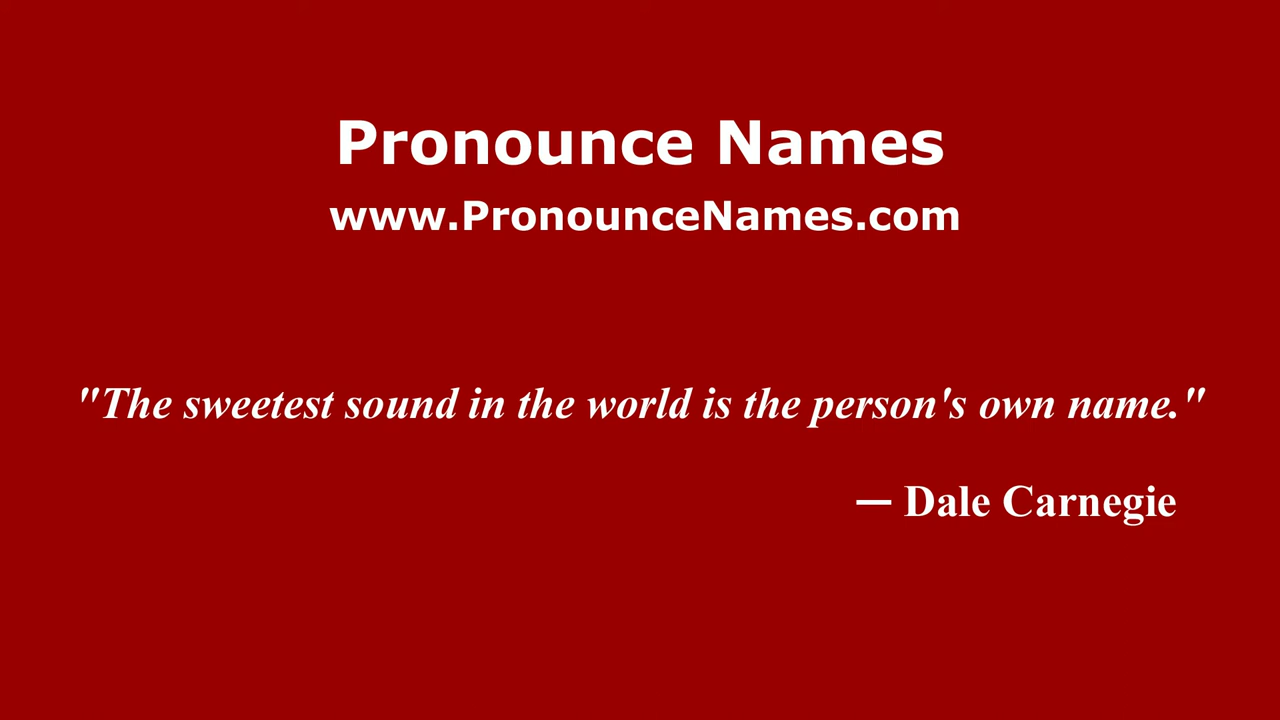 Pronounce Names
www.PronounceNames.com
"The sweetest sound in the world is the person's own name."
— Dale Carnegie